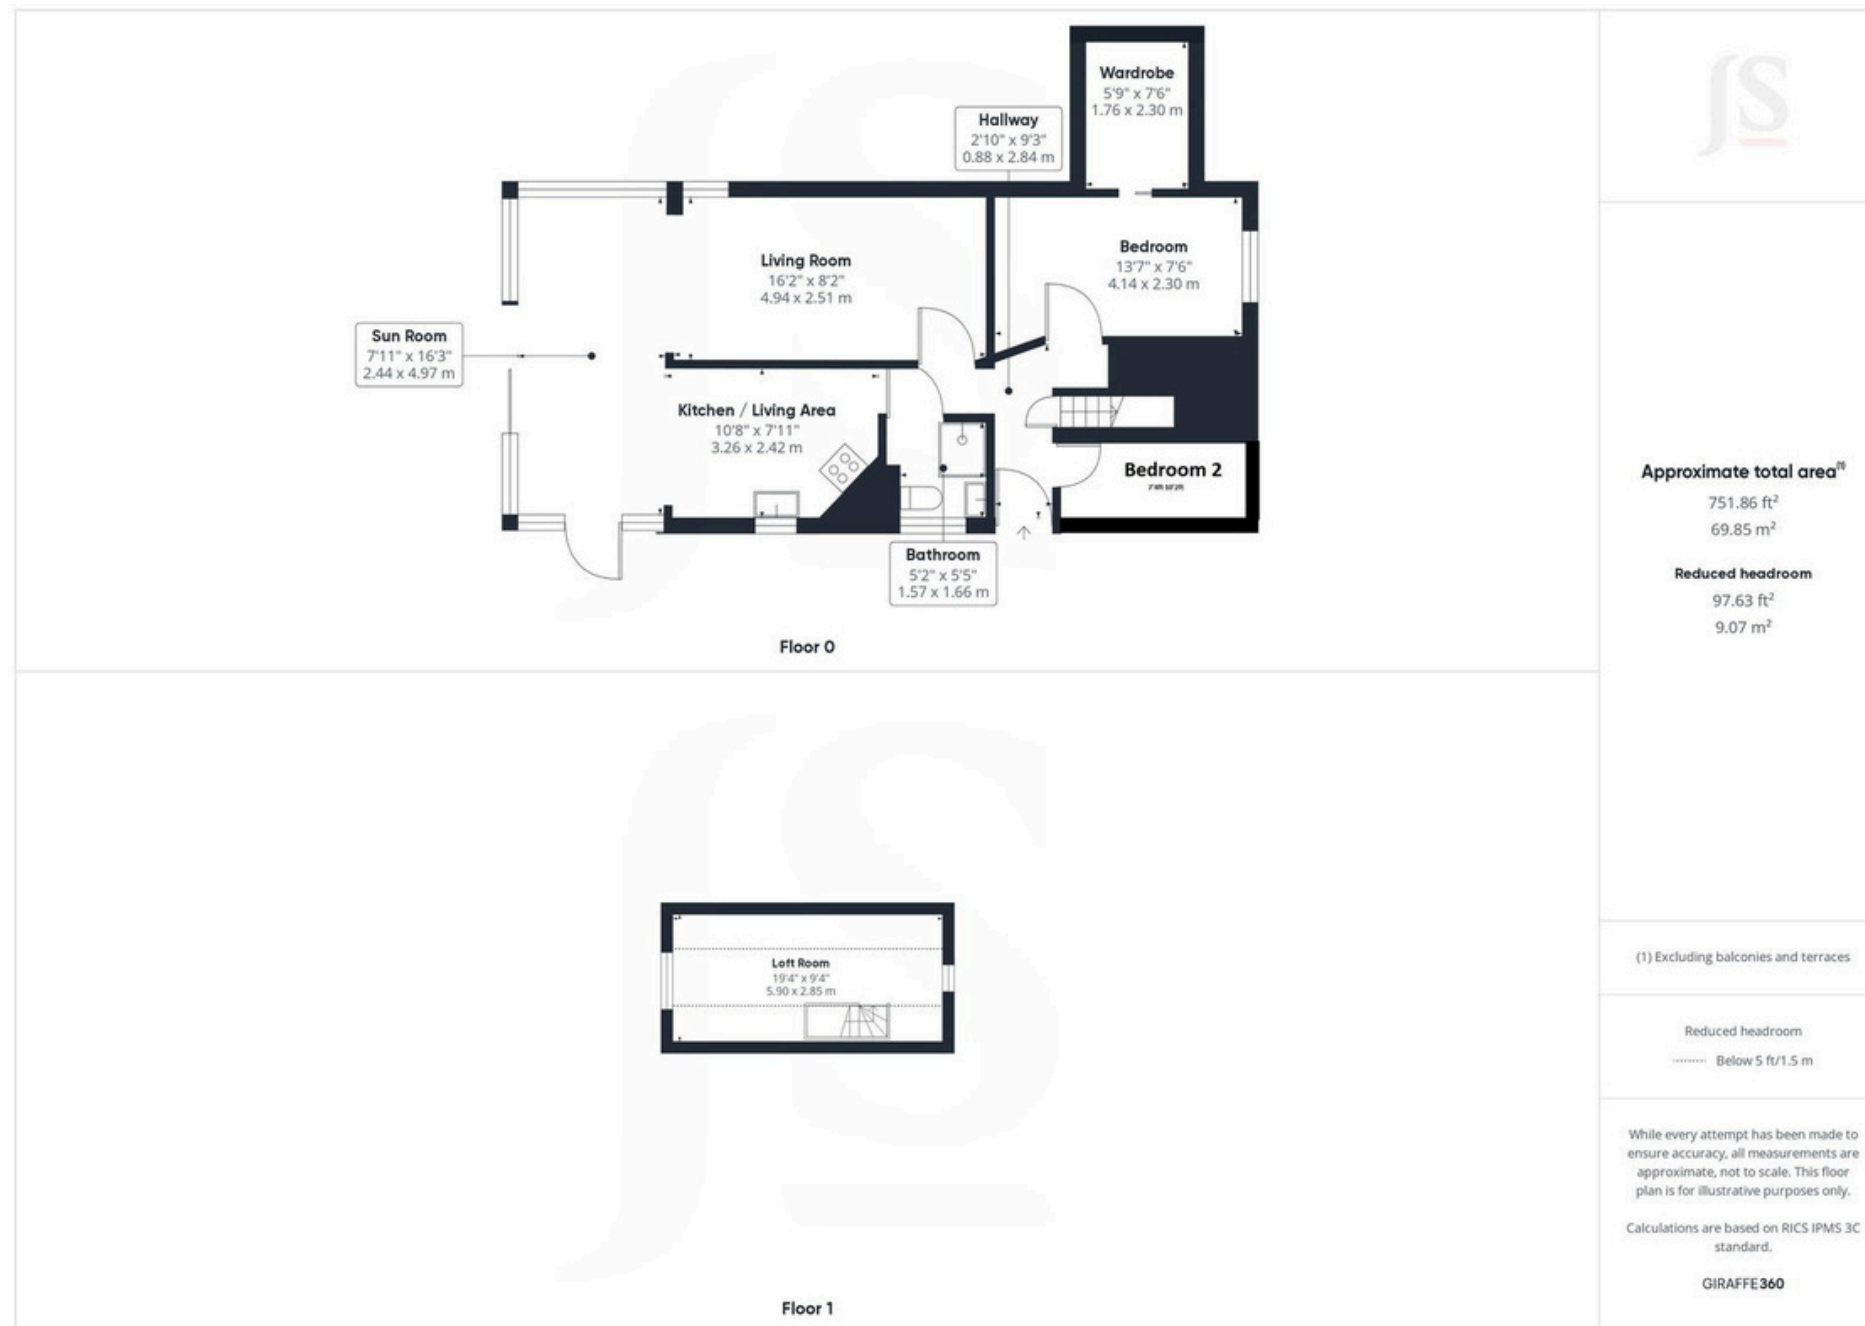 Wardrobe
5'9" x 7'6"
1.76 x 2.30 m
Hallway
2'10" x 9'3"
0.88 x 2.84 m
Living Room
16'2" x 8'2"
4.94 x 2.51 m
Bedroom
13'7" x 7'6"
4.14 x 2.30 m
Sun Room
7'11" x 16'3"
2.44 x 4.97 m
Kitchen / Living Area
10'8" x 7'11"
3.26 x 2.42 m
Bedroom 2
Bathroom
5'2" x 5'5"
1.57 x 1.66 m
Floor 0
Loft Room
19'4" x 9'4"
5.90 x 2.85 m
Floor 1
JS
Approximate total area(1)
751.86 ft²
69.85 m²
Reduced headroom
97.63 ft²
9.07 m²
(1) Excluding balconies and terraces
Reduced headroom
Below 5 ft/1.5 m
While every attempt has been made to
ensure accuracy, all measurements are
approximate, not to scale. This floor
plan is for illustrative purposes only.
Calculations are based on RICS IPMS 3C
standard.
GIRAFFE360